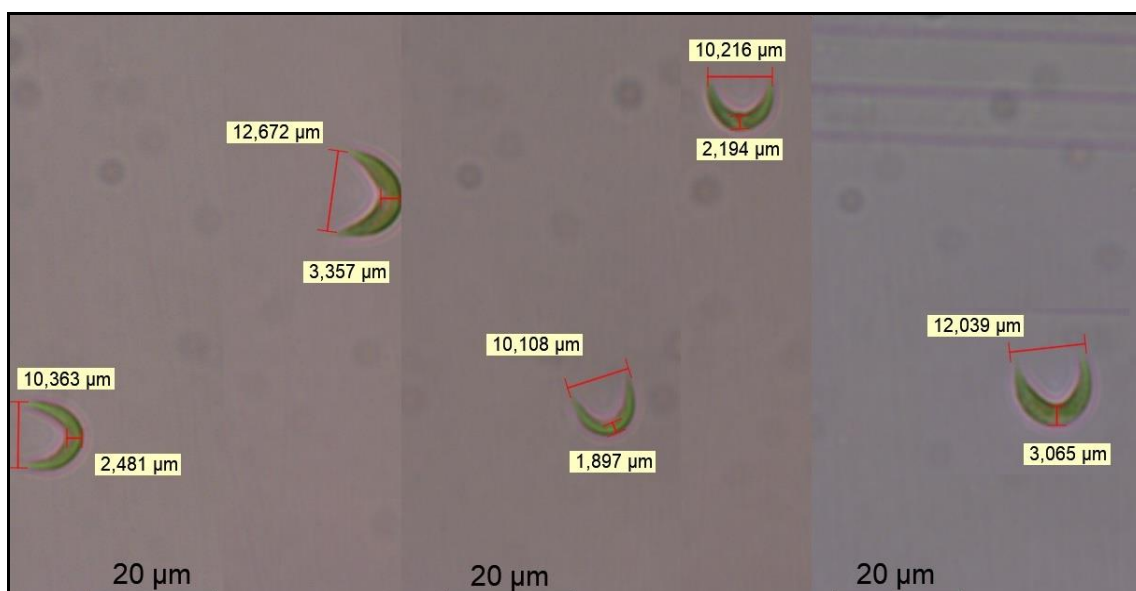 12,672 µm
3,357 µm
10,363 µm
2,481 µm
20 µm
10,216 µm
2,194 µm
10,108 µm
1,897 µm
20 µm
12,039 µm
3,065 µm
20 µm